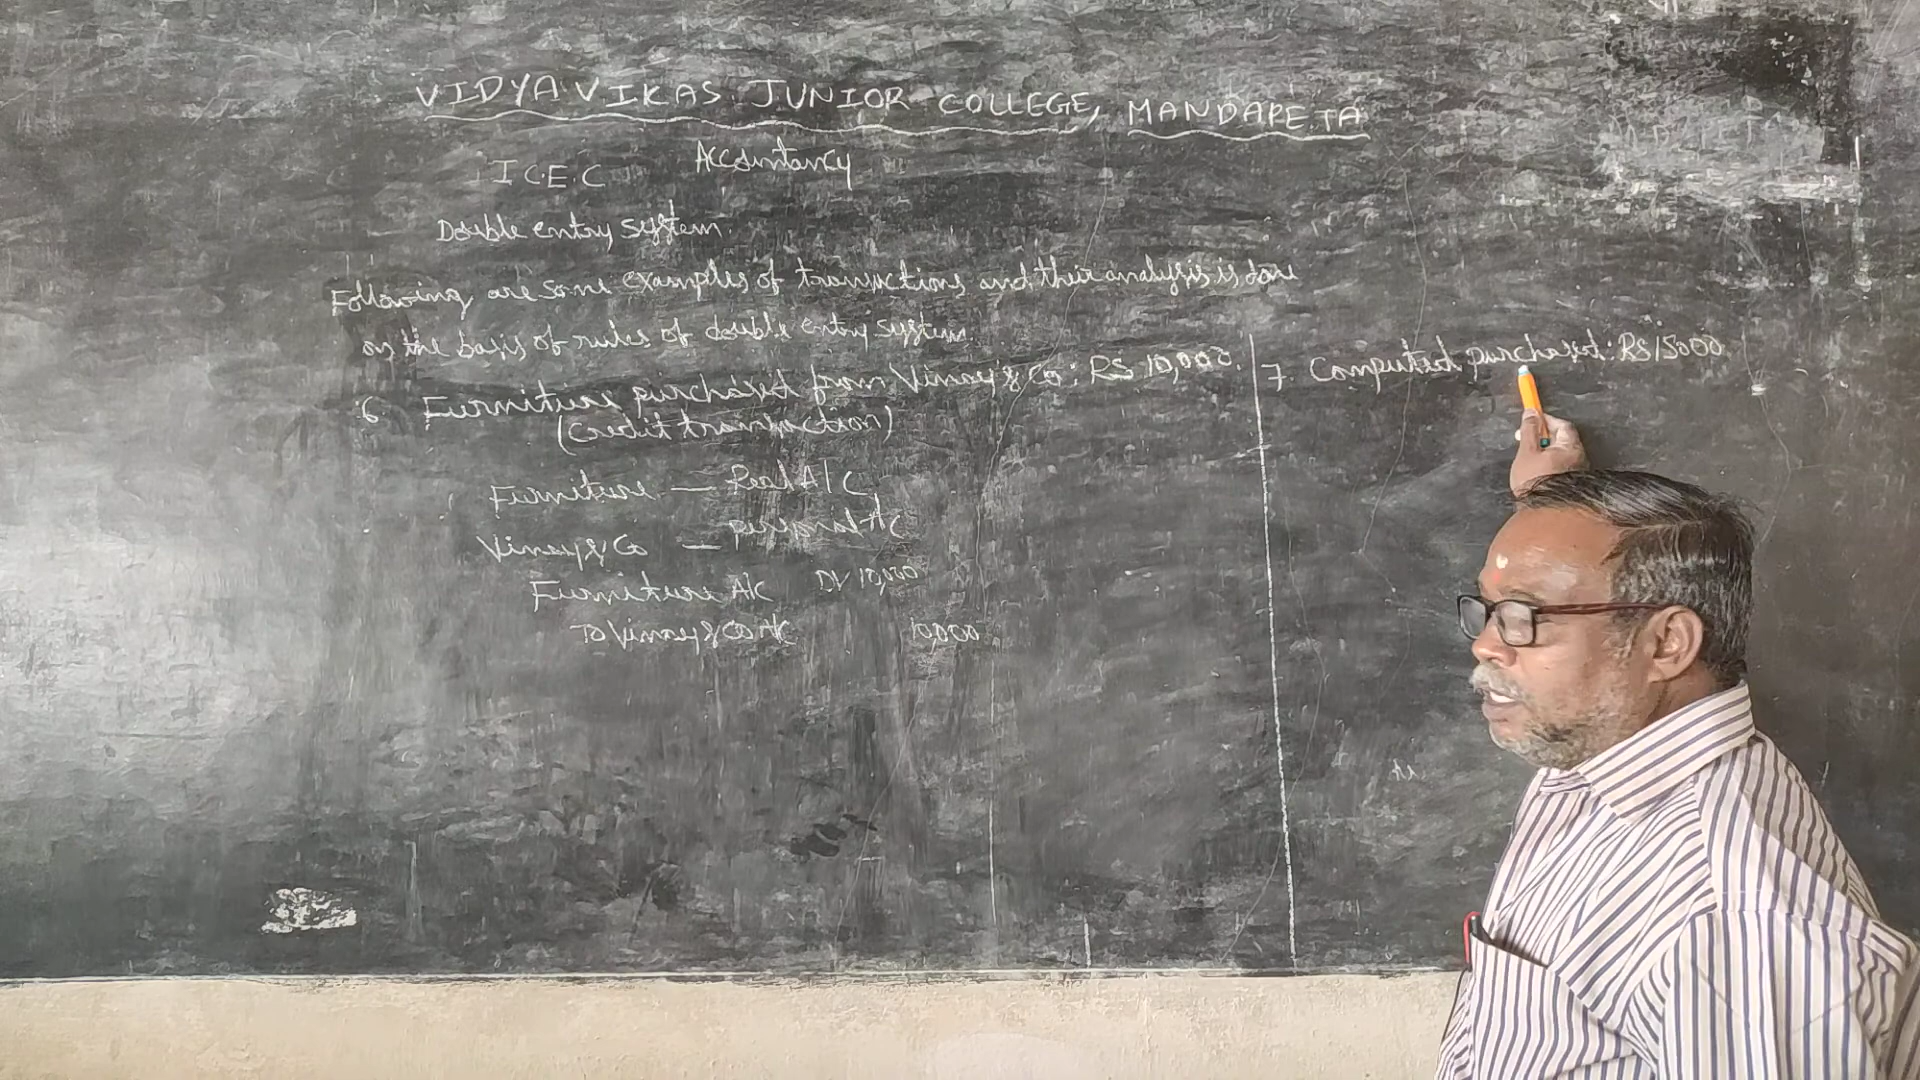 VIDYA VIKAS JUNIOR COLLEGE, MANDAPETA
I C.E.C Accountancy
Double entry system.
Following are some examples of transactions and their analysis is done
on the basis of rules of double entry system.
6 Furniture purchased from Vinay & Co: RS 10,000.
(Credit transaction)
Furniture — Real A/C,
Vinay & Co — personal A/C
Furniture A/C Dr 10,000
To Vinay & Co A/C 10,000
7. Computed purchased: RS 15000